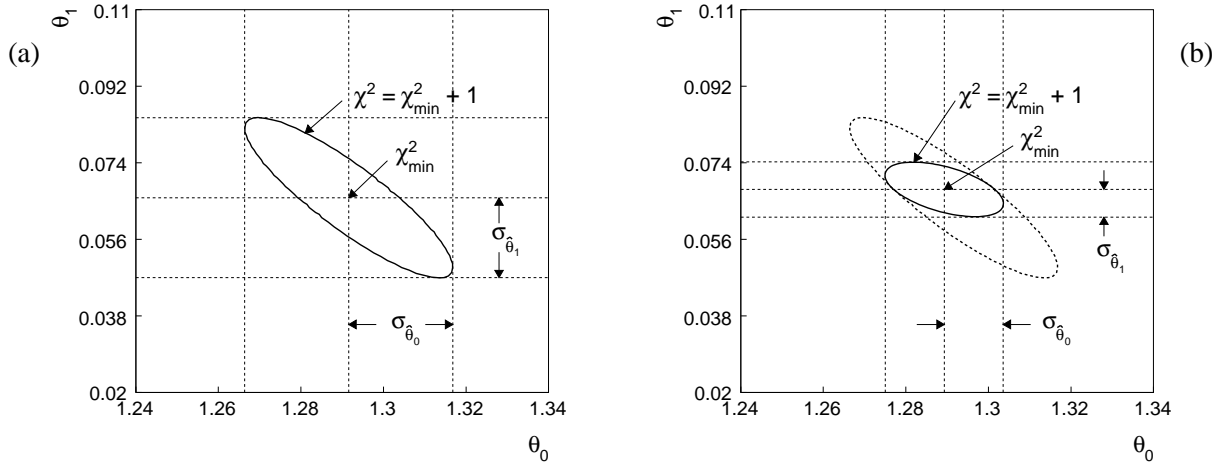 (a)
θ₁
0.11
0.092
0.074
0.056
0.038
0.02
χ² = χ²min + 1
χ²min
σθ̂₁
σθ̂₀
1.24 1.26 1.28 1.3 1.32 1.34
θ₀
(b)
θ₁
0.11
0.092
0.074
0.056
0.038
0.02
χ² = χ²min + 1
χ²min
σθ̂₁
σθ̂₀
1.24 1.26 1.28 1.3 1.32 1.34
θ₀